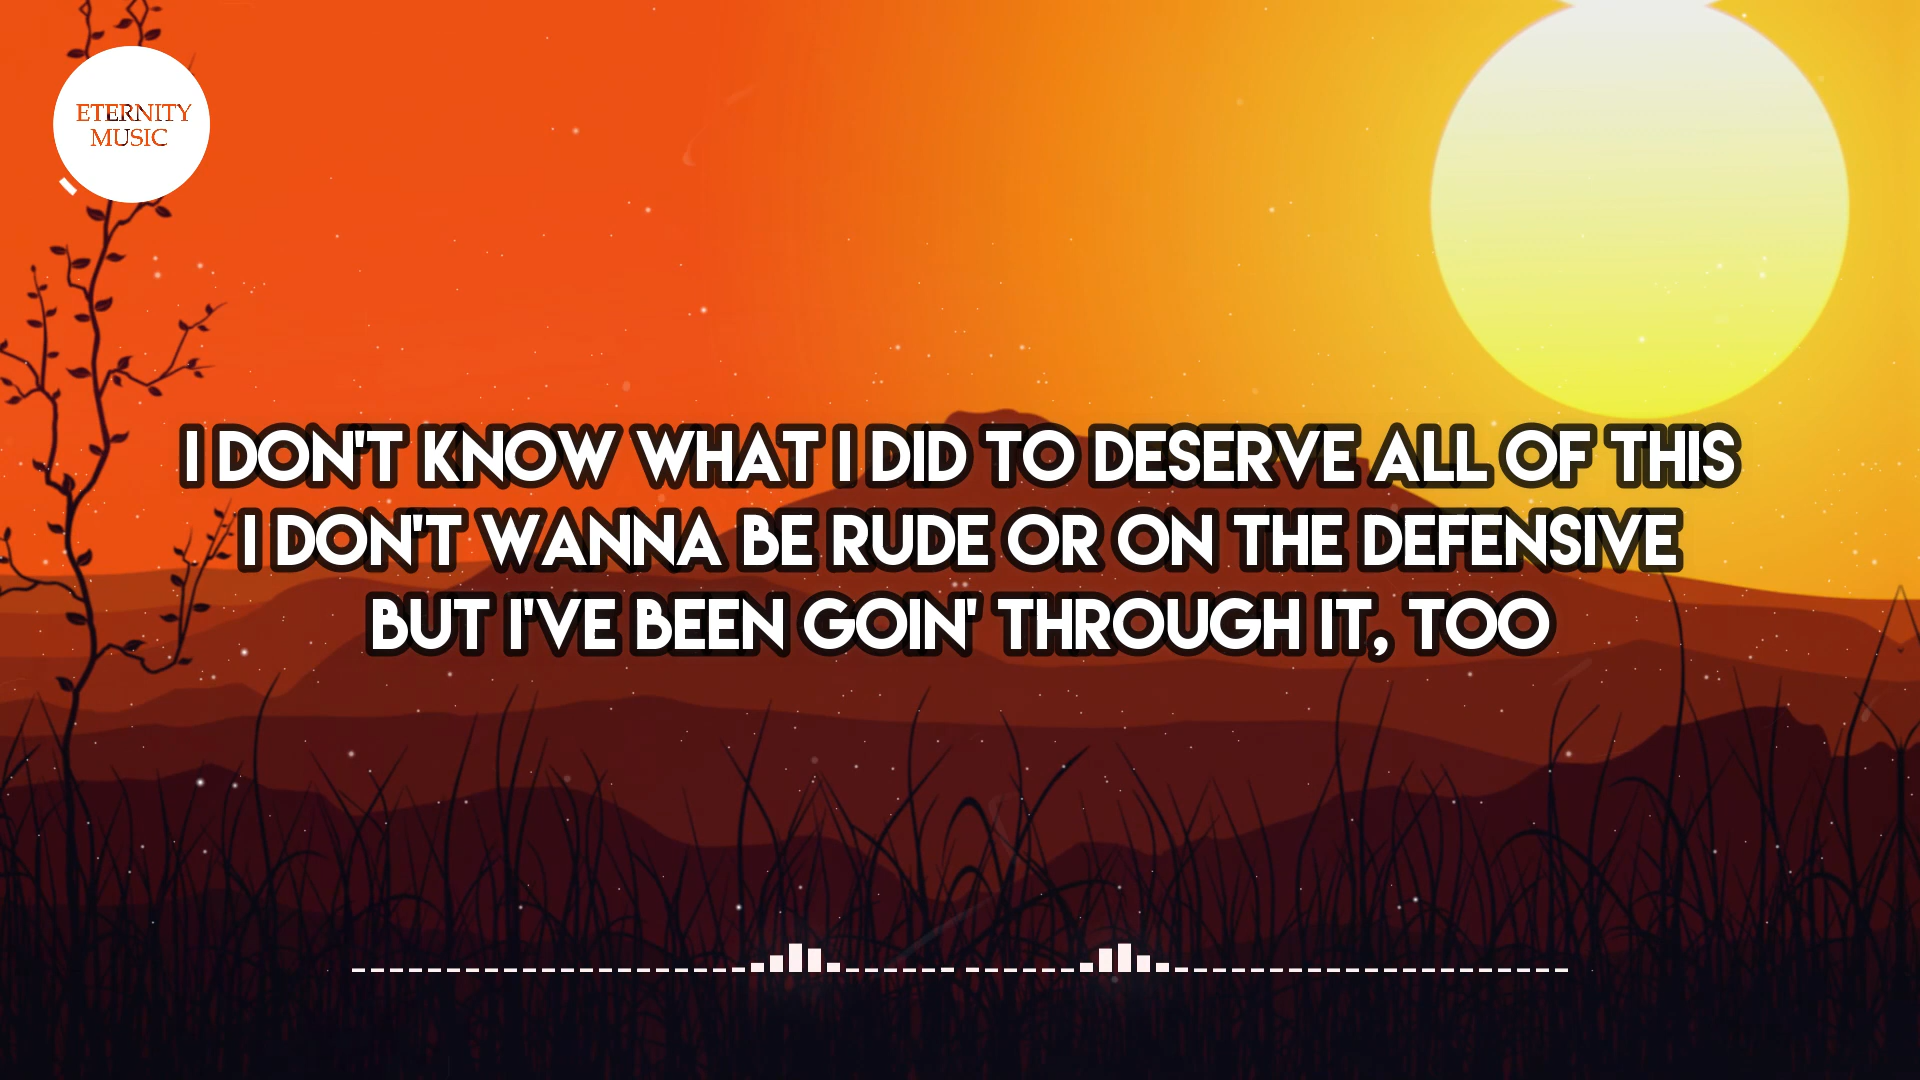 ETERNITY
MUSIC
I DON'T KNOW WHAT I DID TO DESERVE ALL OF THIS
I DON'T WANNA BE RUDE OR ON THE DEFENSIVE
BUT I'VE BEEN GOIN' THROUGH IT, TOO